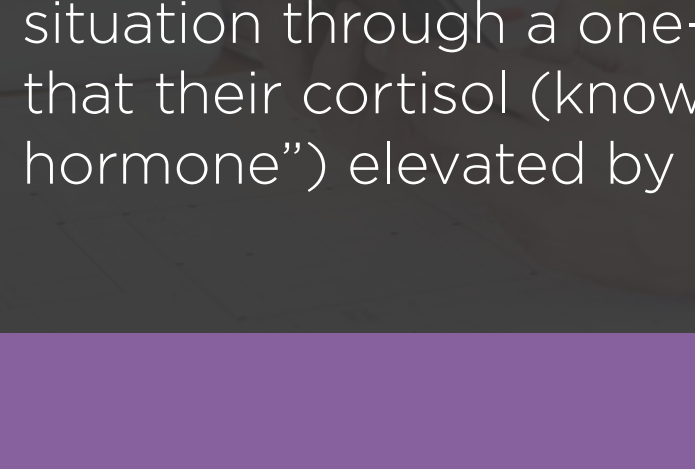 situation through a one-
that their cortisol (know
hormone”) elevated by